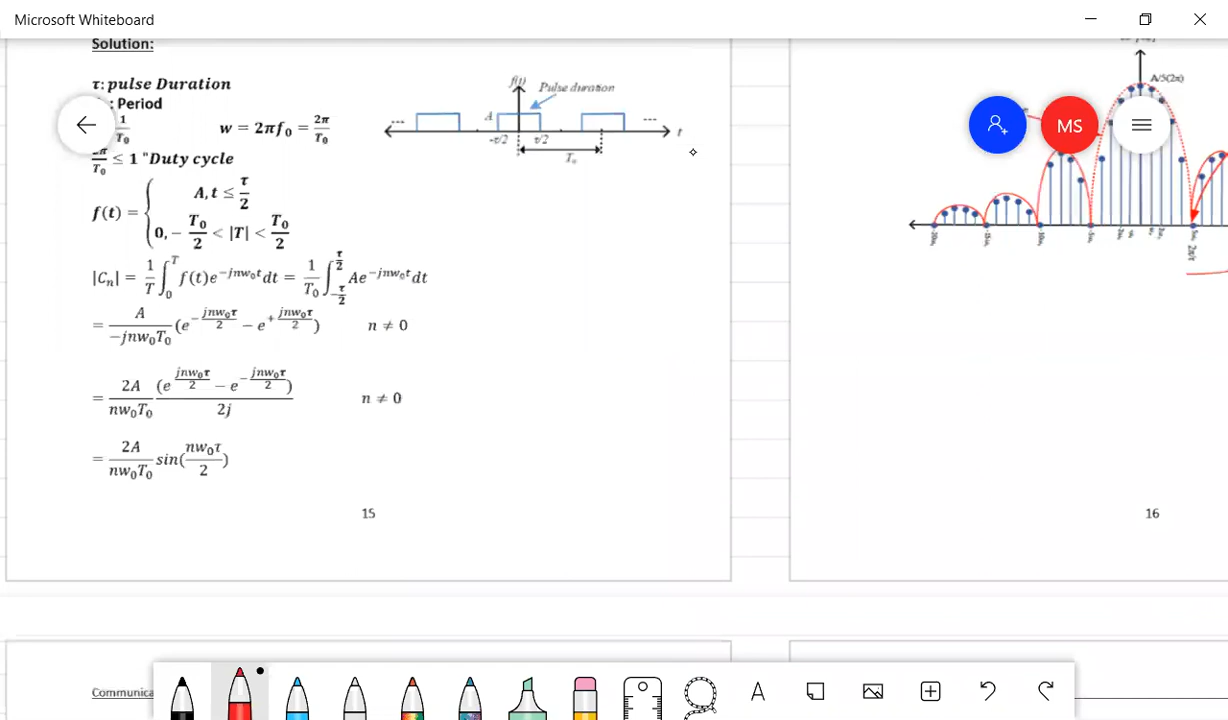 Microsoft Whiteboard
Solution:
τ: pulse Duration
: Period
1/T₀ w = 2πf₀ = 2π/T₀
/T₀ ≤ 1 "Duty cycle
f(t) = { A, t ≤ τ/2
0, - T₀/2 < |T| < T₀/2
|Cₙ| = 1/T ∫₀ᵀ f(t)e^(-jnw₀t) dt = 1/T₀ ∫_(-τ/2)^(τ/2) Ae^(-jnw₀t) dt
= A/(-jnw₀T₀) (e^(-jnw₀τ/2) - e^(+jnw₀τ/2)) n ≠ 0
= 2A/(nw₀T₀) (e^(jnw₀τ/2) - e^(-jnw₀τ/2))/2j n ≠ 0
= 2A/(nw₀T₀) sin(nw₀τ/2)
15
f(t)
Pulse duration
--- A ---
-τ/2 τ/2 t
T₀
A/5(2π)
MS
2π/τ
16
Communica